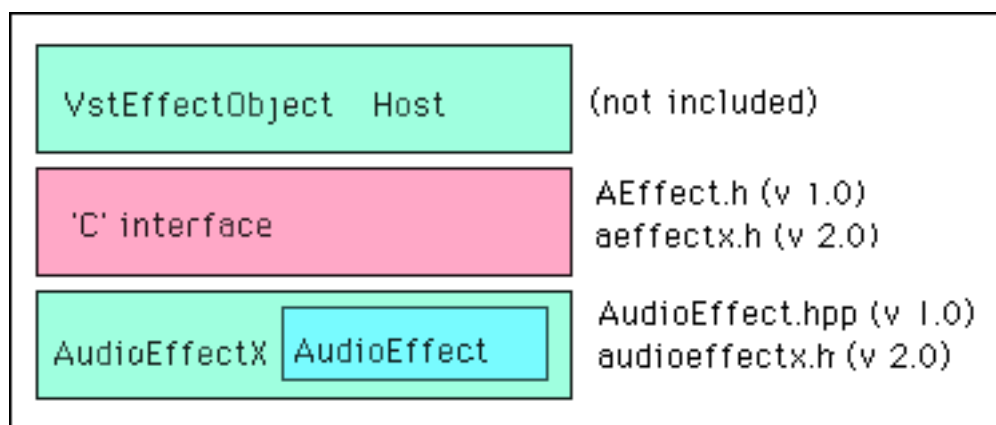 VstEffectObject Host (not included)
'C' interface
AEffect.h (v 1.0)
aeffectx.h (v 2.0)
AudioEffectX AudioEffect
AudioEffect.hpp (v 1.0)
audioeffectx.h (v 2.0)